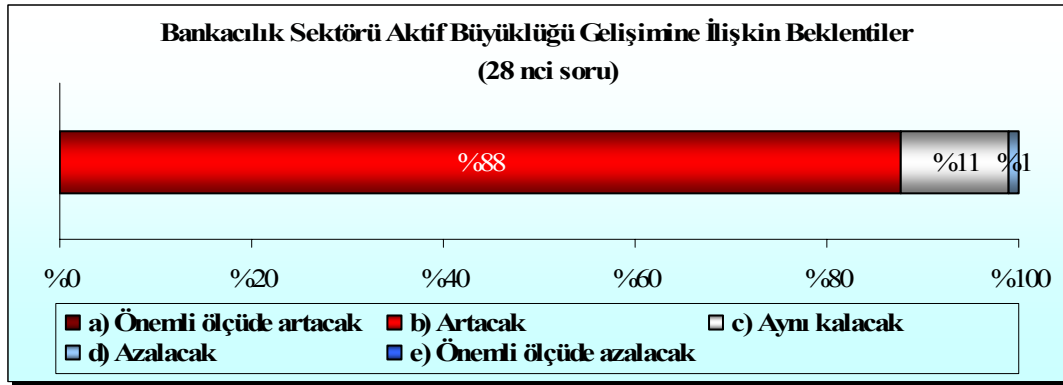 Bankacılık Sektörü Aktif Büyüklüğü Gelişimine İlişkin Beklentiler
(28 nci soru)
%88 %11 %1
%0 %20 %40 %60 %80 %100
a) Önemli ölçüde artacak b) Artacak c) Aynı kalacak
d) Azalacak e) Önemli ölçüde azalacak